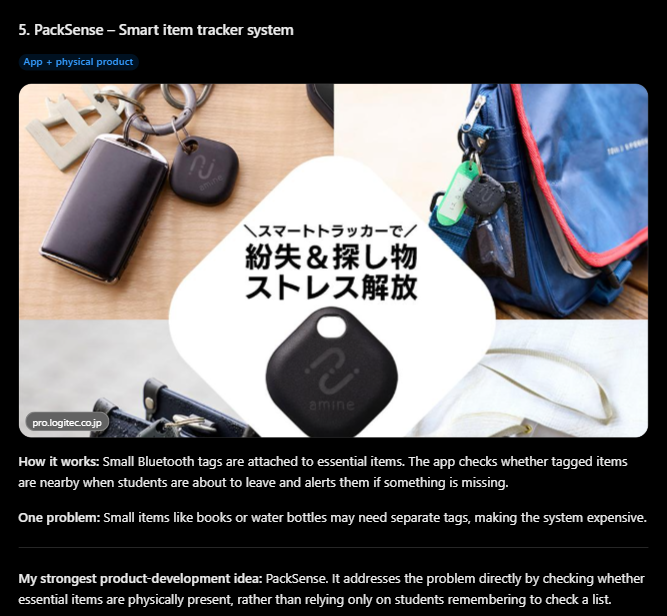 5. PackSense – Smart item tracker system
App + physical product
＼スマートトラッカーで／
紛失＆探し物
ストレス解放
amine
pro.logitec.co.jp
How it works: Small Bluetooth tags are attached to essential items. The app checks whether tagged items
are nearby when students are about to leave and alerts them if something is missing.
One problem: Small items like books or water bottles may need separate tags, making the system expensive.
My strongest product-development idea: PackSense. It addresses the problem directly by checking whether
essential items are physically present, rather than relying only on students remembering to check a list.